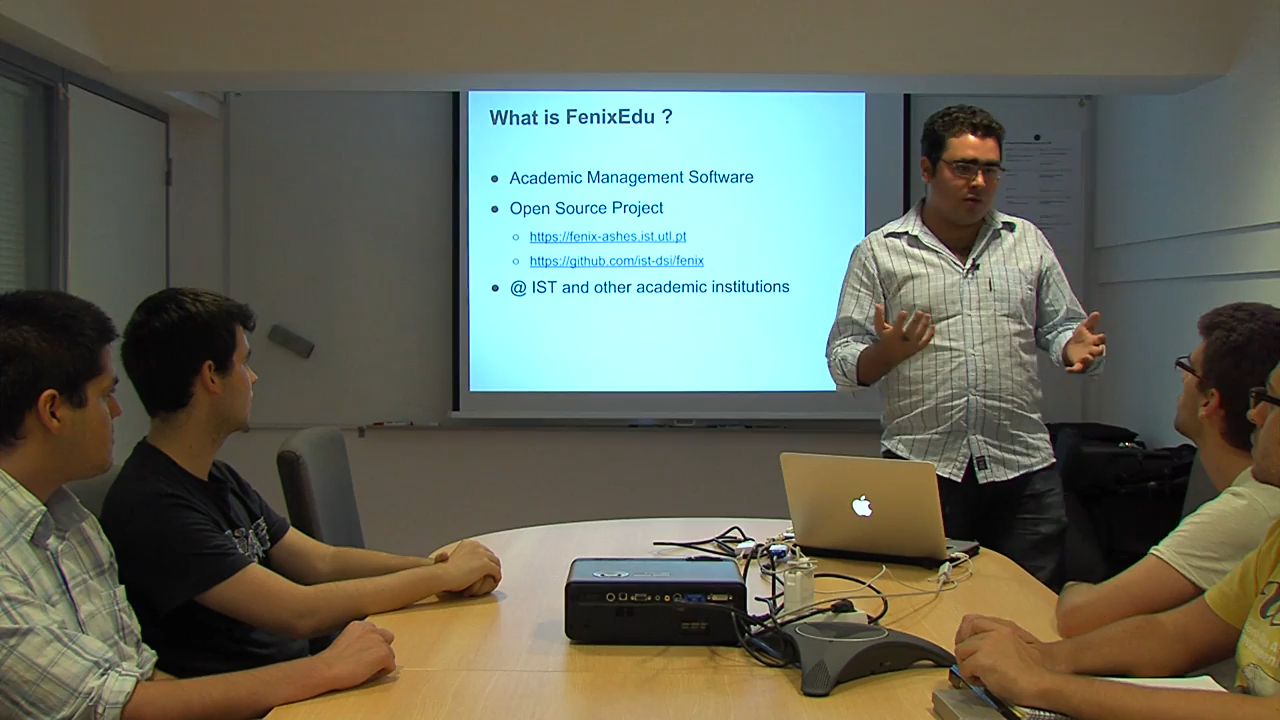 What is FenixEdu ?
Academic Management Software
Open Source Project
https://fenix-ashes.ist.utl.pt
https://github.com/ist-dsi/fenix
@ IST and other academic institutions